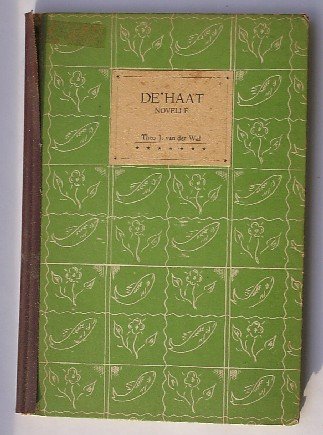 DE HAAT
NOVELLE
Theo J. van der Wal